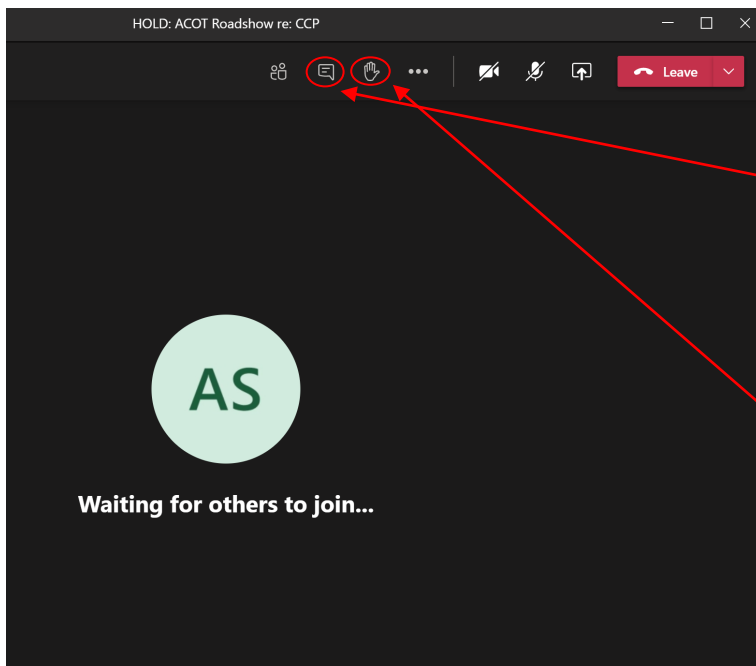 HOLD: ACOT Roadshow re: CCP
Leave
AS
Waiting for others to join...